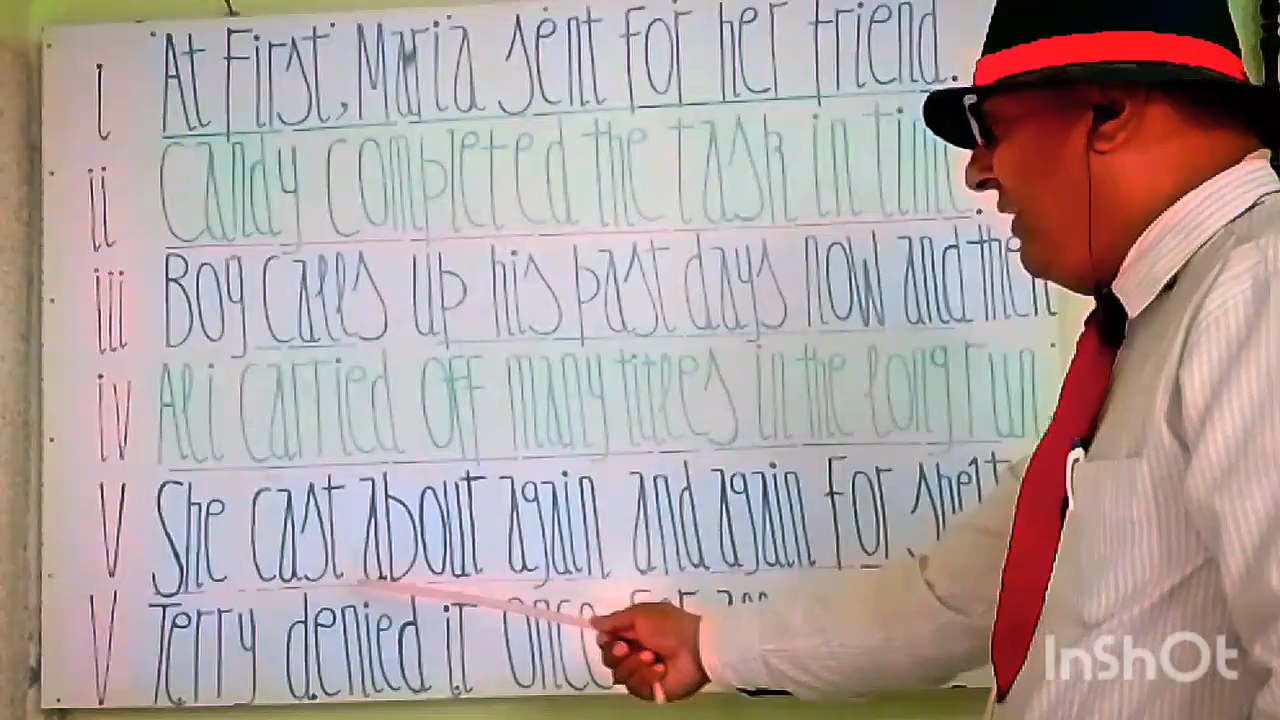 i At First, Maria sent for her friend.
ii Candy completed the task in time
iii Boy calls up his past days now and then
iv Ali carried off many titles in the long run
V She cast about again and again for shelt
V Terry denied it once for
InShOt